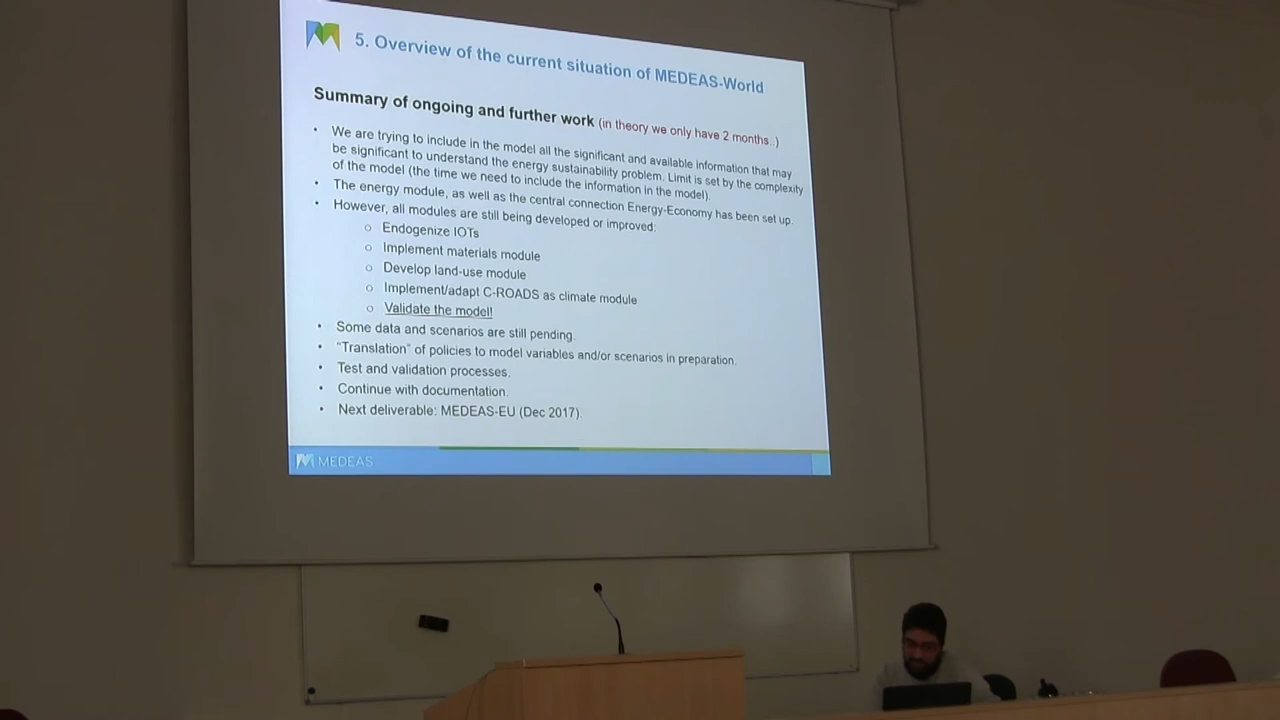 5. Overview of the current situation of MEDEAS-World
Summary of ongoing and further work (in theory we only have 2 months..)
• We are trying to include in the model all the significant and available information that may
be significant to understand the energy sustainability problem. Limit is set by the complexity
of the model (the time we need to include the information in the model).
• The energy module, as well as the central connection Energy-Economy has been set up.
• However, all modules are still being developed or improved:
o Endogenize IOTs
o Implement materials module
o Develop land-use module
o Implement/adapt C-ROADS as climate module
o Validate the model!
• Some data and scenarios are still pending.
• "Translation" of policies to model variables and/or scenarios in preparation.
• Test and validation processes.
• Continue with documentation.
• Next deliverable: MEDEAS-EU (Dec 2017).
MEDEAS